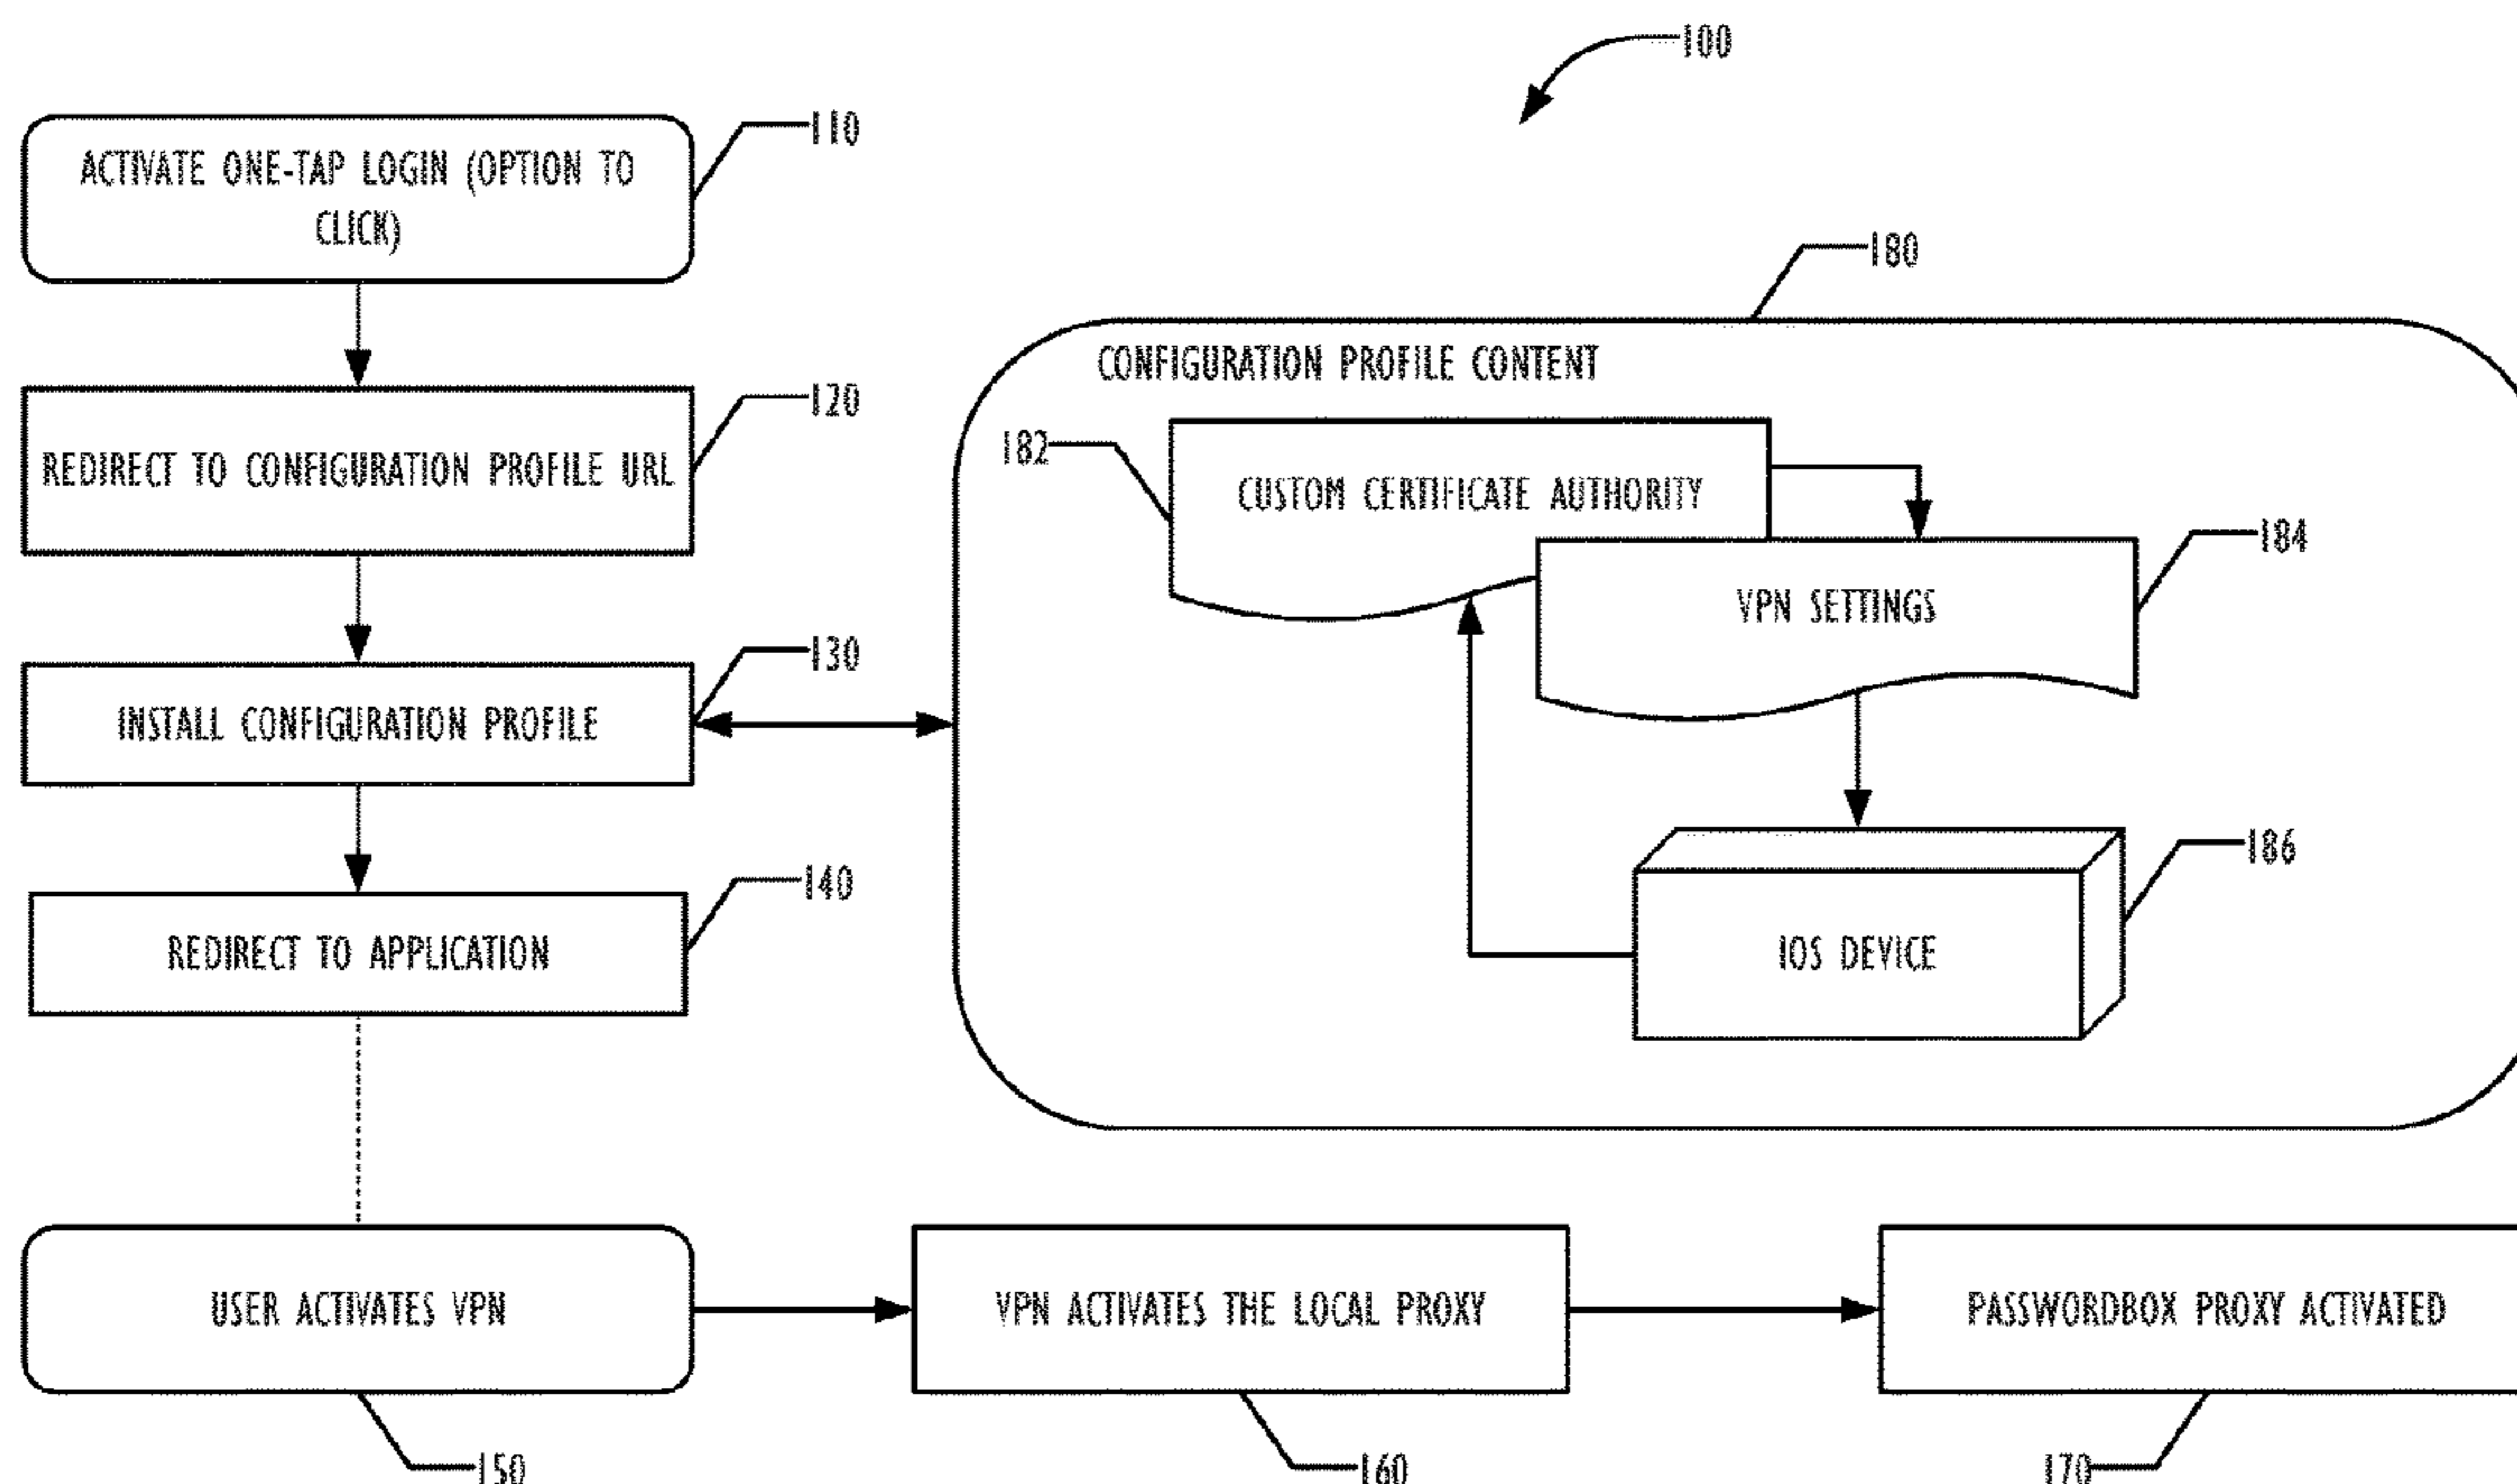 100
110
ACTIVATE ONE-TAP LOGIN (OPTION TO
CLICK)
120
REDIRECT TO CONFIGURATION PROFILE URL
130
INSTALL CONFIGURATION PROFILE
140
REDIRECT TO APPLICATION
180
CONFIGURATION PROFILE CONTENT
182
CUSTOM CERTIFICATE AUTHORITY
184
VPN SETTINGS
186
IOS DEVICE
USER ACTIVATES VPN
150
VPN ACTIVATES THE LOCAL PROXY
160
PASSWORDBOX PROXY ACTIVATED
170